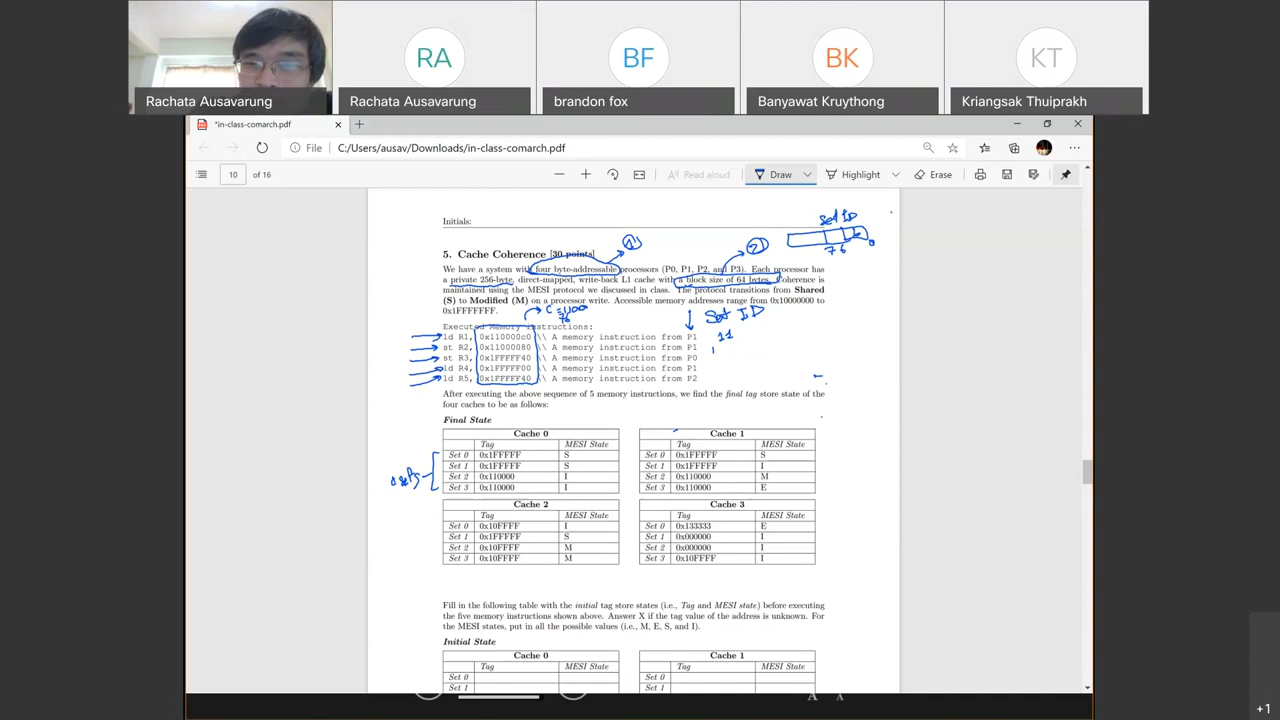 RA
BF
BK
KT
Rachata Ausavarung
Rachata Ausavarung
brandon fox
Banyawat Kruythong
Kriangsak Thuiprakh
*in-class-comarch.pdf
File
C:/Users/ausav/Downloads/in-class-comarch.pdf
10 of 16
Read aloud
Draw
Highlight
Erase
Set ID
7 6 0
Initials:
1
2
5. Cache Coherence [30 points]
We have a system with four byte-addressable processors (P0, P1, P2, and P3). Each processor has
a private 256-byte, direct-mapped, write-back L1 cache with a block size of 64 bytes. Coherence is
maintained using the MESI protocol we discussed in class. The protocol transitions from Shared
(S) to Modified (M) on a processor write. Accessible memory addresses range from 0x10000000 to
0x1FFFFFFF.
C = 1100
76
Set ID
Executed Memory instructions:
ld R1, 0x110000c0 \\ A memory instruction from P1
11
st R2, 0x11000080 \\ A memory instruction from P1
st R3, 0x1FFFFF40 \\ A memory instruction from P0
ld R4, 0x1FFFFF00 \\ A memory instruction from P1
ld R5, 0x1FFFFF40 \\ A memory instruction from P2
After executing the above sequence of 5 memory instructions, we find the final tag store state of the
four caches to be as follows:
Final State
Cache 0
Tag MESI State
Set 0 0x1FFFFF S
Set 1 0x1FFFFF S
Set 2 0x110000 I
Set 3 0x110000 I
sets
Cache 1
Tag MESI State
Set 0 0x1FFFFF S
Set 1 0x1FFFFF I
Set 2 0x110000 M
Set 3 0x110000 E
Cache 2
Tag MESI State
Set 0 0x10FFFF I
Set 1 0x1FFFFF S
Set 2 0x10FFFF M
Set 3 0x10FFFF M
Cache 3
Tag MESI State
Set 0 0x133333 E
Set 1 0x000000 I
Set 2 0x000000 I
Set 3 0x10FFFF I
Fill in the following table with the initial tag store states (i.e., Tag and MESI state) before executing
the five memory instructions shown above. Answer X if the tag value of the address is unknown. For
the MESI states, put in all the possible values (i.e., M, E, S, and I).
Initial State
Cache 0
Tag MESI State
Set 0
Set 1
Cache 1
Tag MESI State
Set 0
Set 1
A A
+1